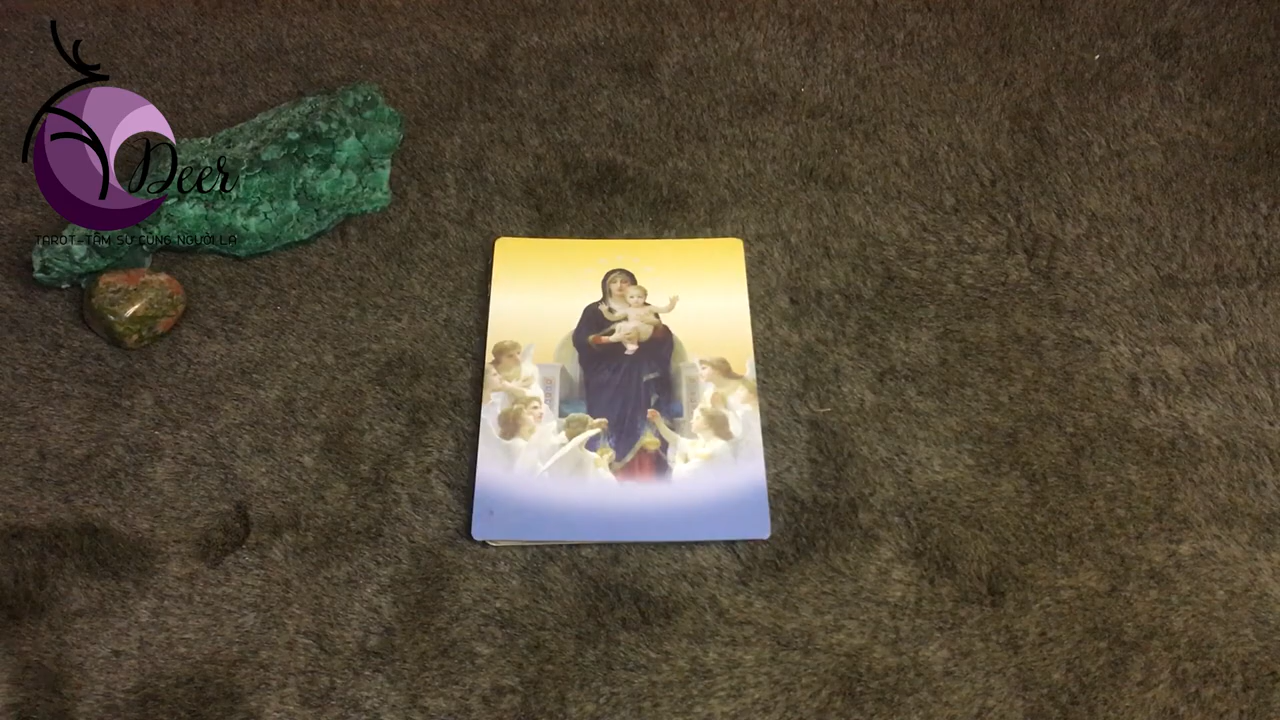 Deer
TAROT-TÂM SỰ CÙNG NGƯỜI LẠ